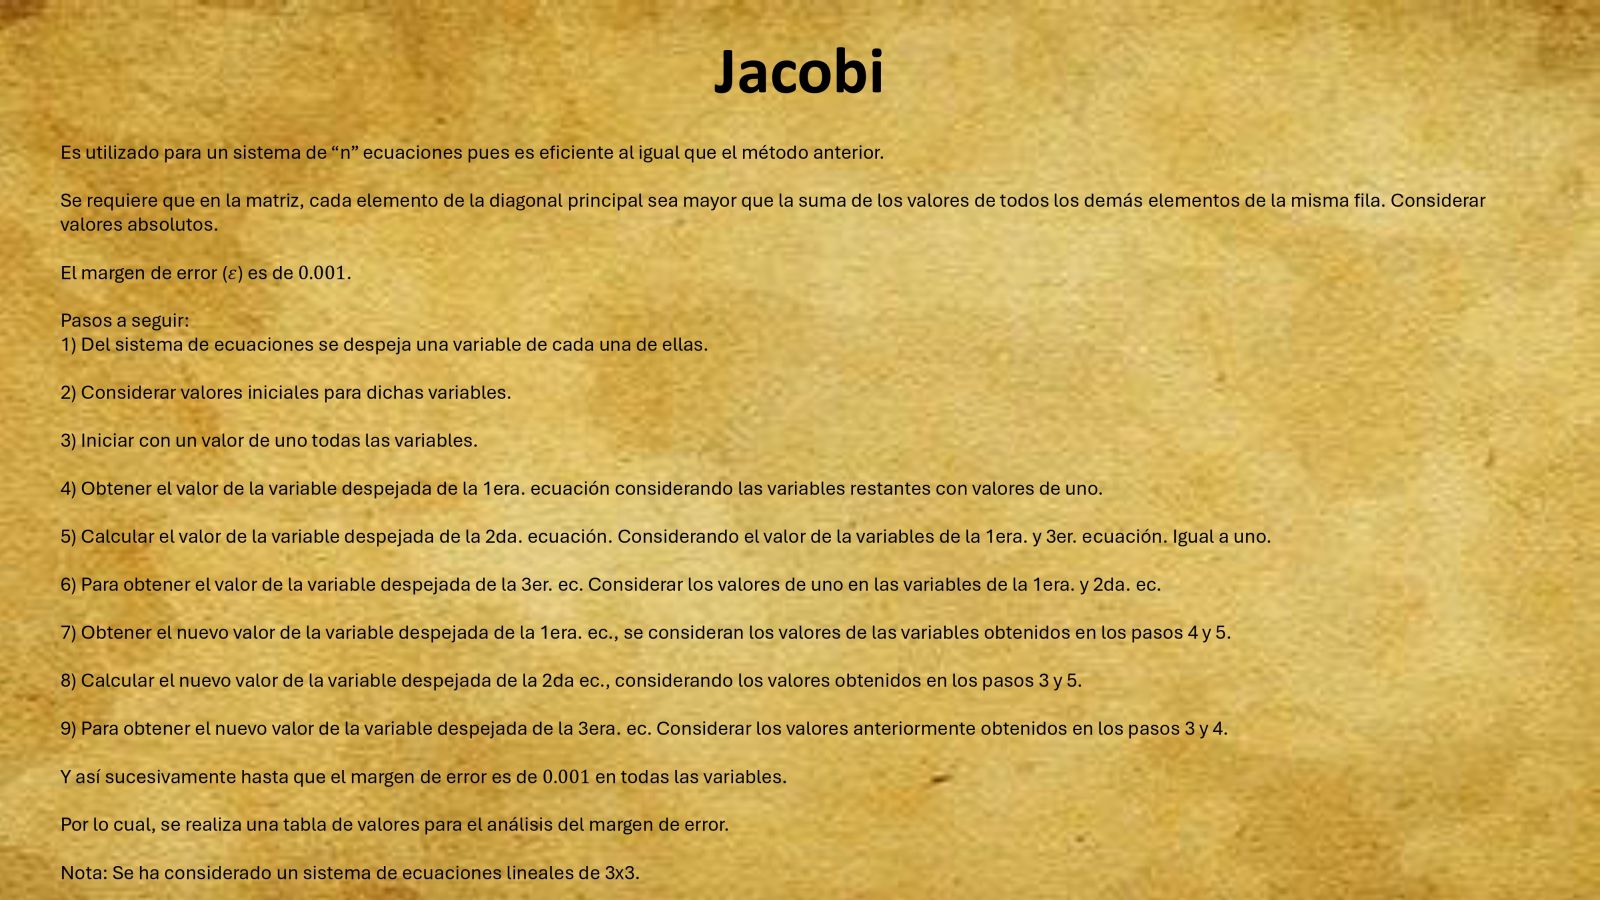 Jacobi
Es utilizado para un sistema de “n” ecuaciones pues es eficiente al igual que el método anterior.
Se requiere que en la matriz, cada elemento de la diagonal principal sea mayor que la suma de los valores de todos los demás elementos de la misma fila. Considerar
valores absolutos.
El margen de error (ε) es de 0.001.
Pasos a seguir:
1) Del sistema de ecuaciones se despeja una variable de cada una de ellas.
2) Considerar valores iniciales para dichas variables.
3) Iniciar con un valor de uno todas las variables.
4) Obtener el valor de la variable despejada de la 1era. ecuación considerando las variables restantes con valores de uno.
5) Calcular el valor de la variable despejada de la 2da. ecuación. Considerando el valor de la variables de la 1era. y 3er. ecuación. Igual a uno.
6) Para obtener el valor de la variable despejada de la 3er. ec. Considerar los valores de uno en las variables de la 1era. y 2da. ec.
7) Obtener el nuevo valor de la variable despejada de la 1era. ec., se consideran los valores de las variables obtenidos en los pasos 4 y 5.
8) Calcular el nuevo valor de la variable despejada de la 2da ec., considerando los valores obtenidos en los pasos 3 y 5.
9) Para obtener el nuevo valor de la variable despejada de la 3era. ec. Considerar los valores anteriormente obtenidos en los pasos 3 y 4.
Y así sucesivamente hasta que el margen de error es de 0.001 en todas las variables.
Por lo cual, se realiza una tabla de valores para el análisis del margen de error.
Nota: Se ha considerado un sistema de ecuaciones lineales de 3x3.